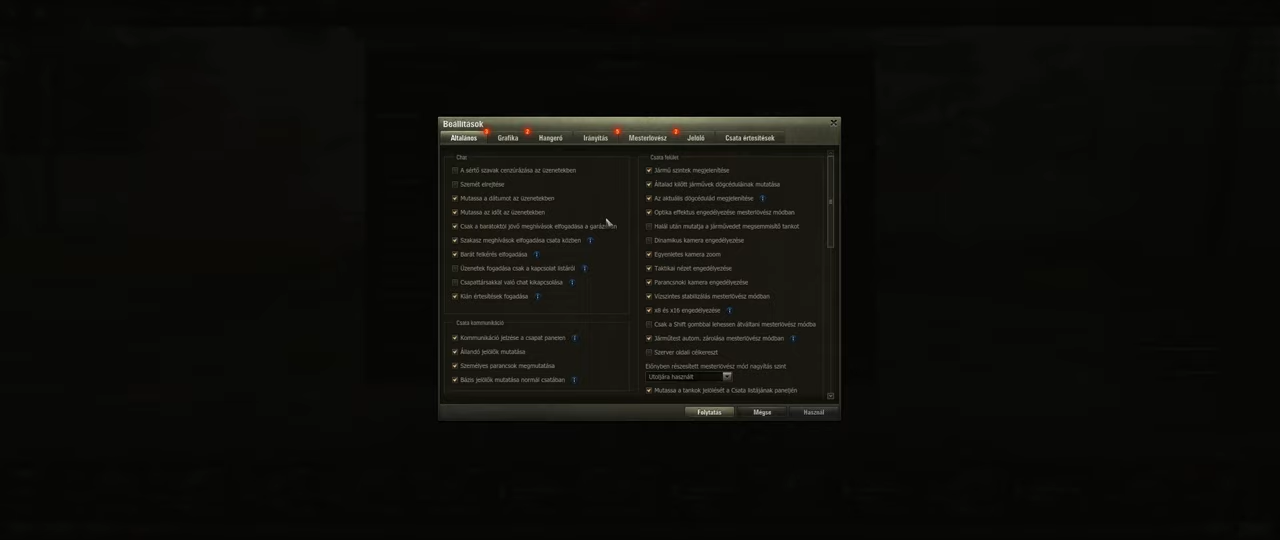 Beállítások
Általános
Grafika
Hangerő
Irányítás
Mesterlövész
Jelölő
Csata értesítések
Chat
A sértő szavak cenzúrázása az üzenetekben
Szemét elrejtése
Mutassa a dátumot az üzenetekben
Mutassa az időt az üzenetekben
Csak a barátoktól jövő meghívások elfogadása a garázsban
Szakasz meghívások elfogadása csata közben
Barát felkérés elfogadása
Üzenetek fogadása csak a kapcsolat listáról
Csapattársakkal való chat kikapcsolása
Klán értesítések fogadása
Csata kommunikáció
Kommunikáció jelzése a csapat panelen
Állandó jelölők mutatása
Személyes parancsok megmutatása
Bázis jelölők mutatása normál csatában
Csata felület
Jármű szintek megjelenítése
Általad kilőtt járművek dögcéduláinak mutatása
Az aktuális dögcédulád megjelenítése
Optika effektus engedélyezése mesterlövész módban
Halál után mutatja a járművedet megsemmisítő tankot
Dinamikus kamera engedélyezése
Egyenletes kamera zoom
Taktikai nézet engedélyezése
Parancsnoki kamera engedélyezése
Vízszintes stabilizálás mesterlövész módban
x8 és x16 engedélyezése
Csak a Shift gombbal lehessen átváltani mesterlövész módba
Járműtest autom. zárolása mesterlövész módban
Szerver oldali célkereszt
Előnyben részesített mesterlövész mód nagyítás szint
Utoljára használt
Mutassa a tankok jelölését a Csata listájának paneljén
Folytatás
Mégse
Használ